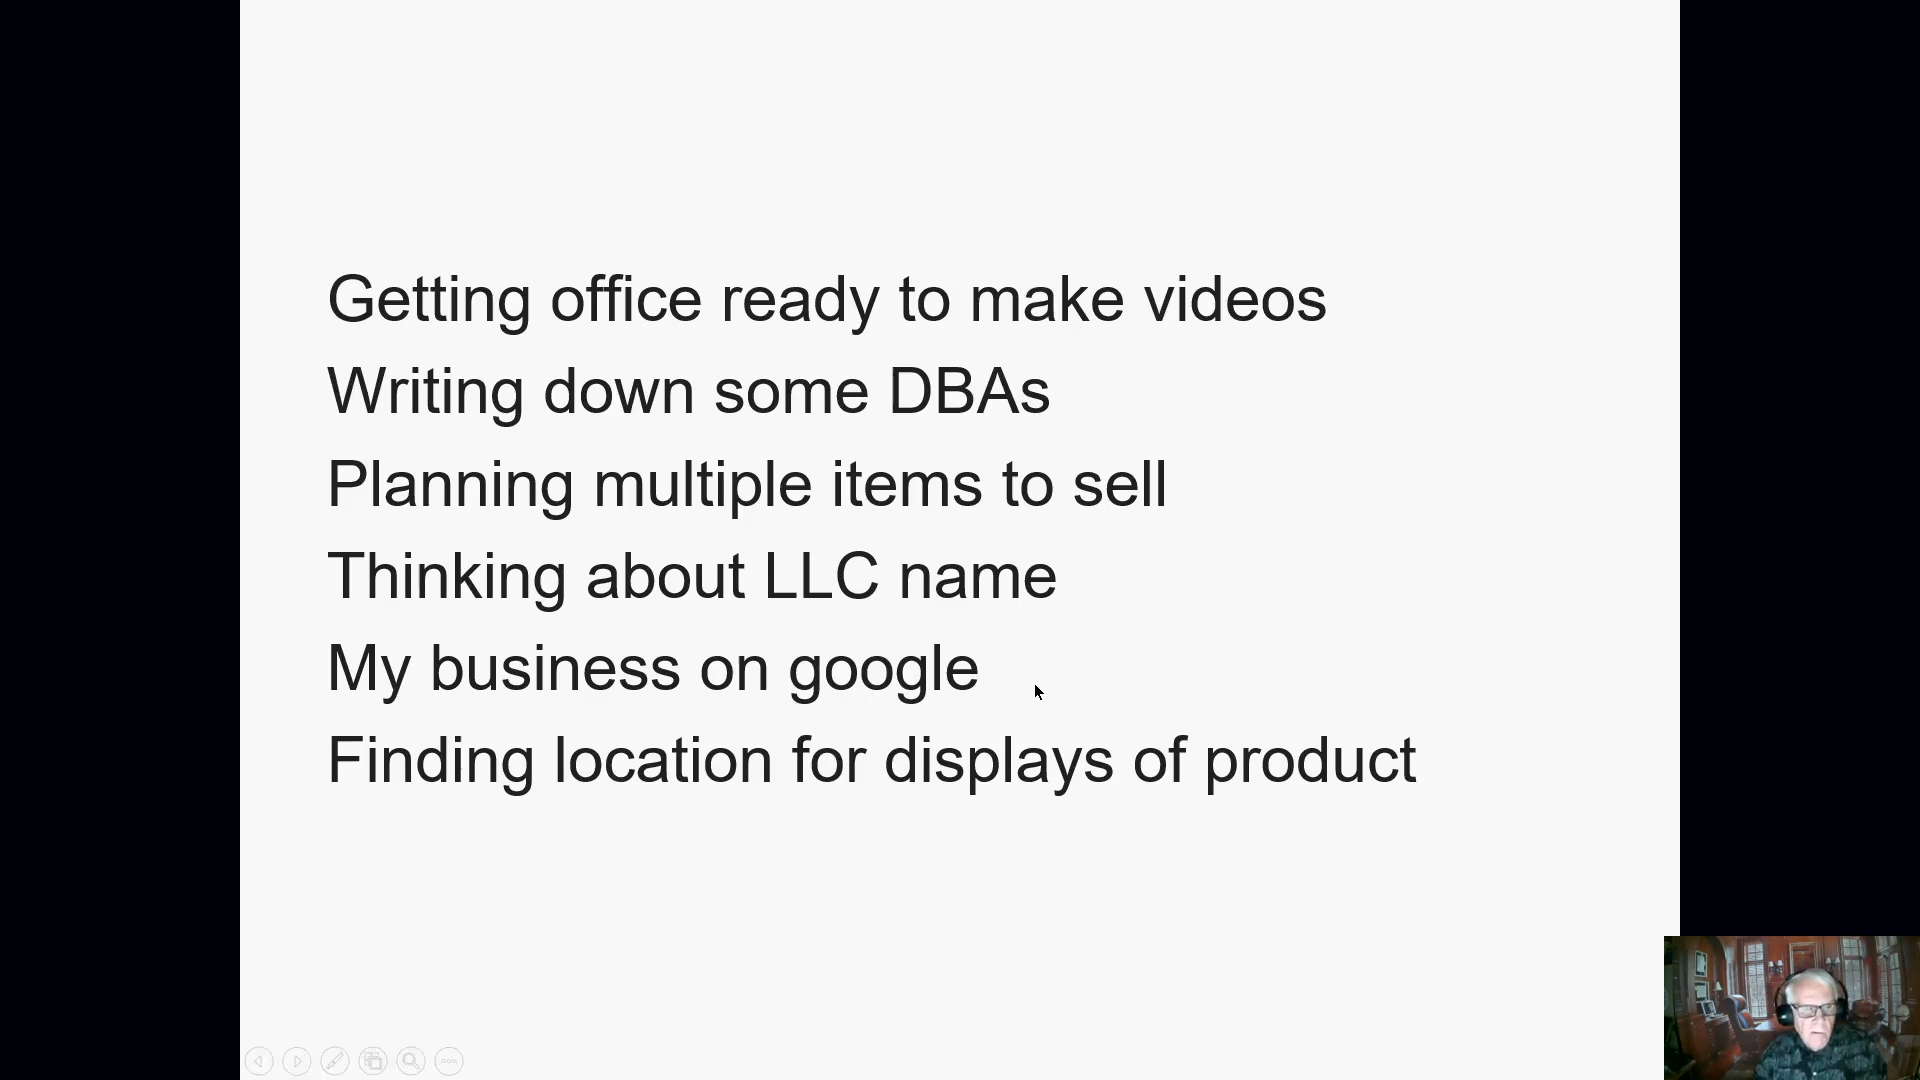 Getting office ready to make videos
Writing down some DBAs
Planning multiple items to sell
Thinking about LLC name
My business on google
Finding location for displays of product